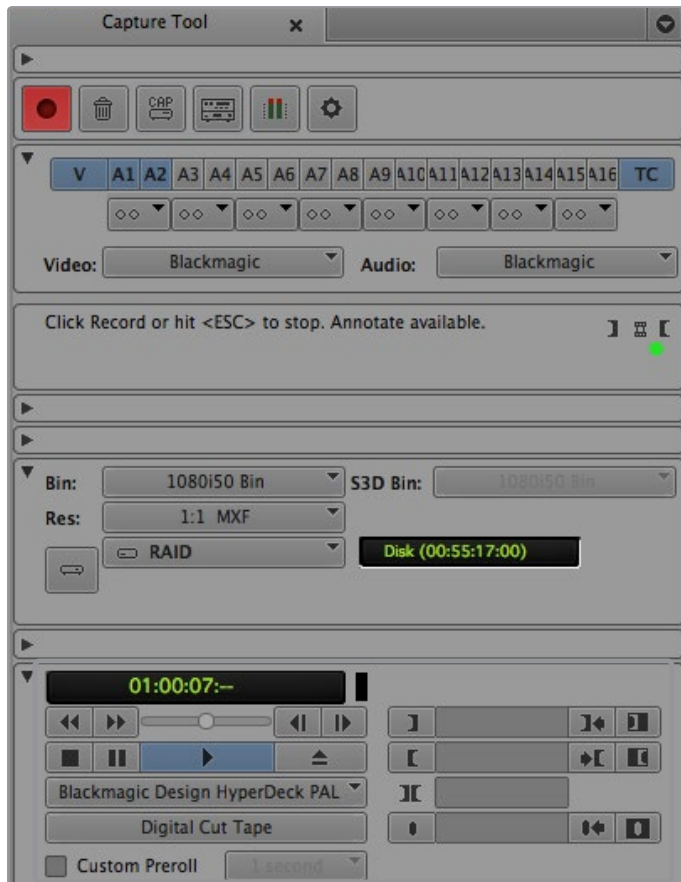 Capture Tool x
CAP
V A1 A2 A3 A4 A5 A6 A7 A8 A9 A10 A11 A12 A13 A14 A15 A16 TC
Video: Blackmagic Audio: Blackmagic
Click Record or hit <ESC> to stop. Annotate available.
Bin: 1080i50 Bin S3D Bin: 1080i50 Bin
Res: 1:1 MXF
RAID Disk (00:55:17:00)
01:00:07:--
Blackmagic Design HyperDeck PAL
Digital Cut Tape
Custom Preroll 1 second